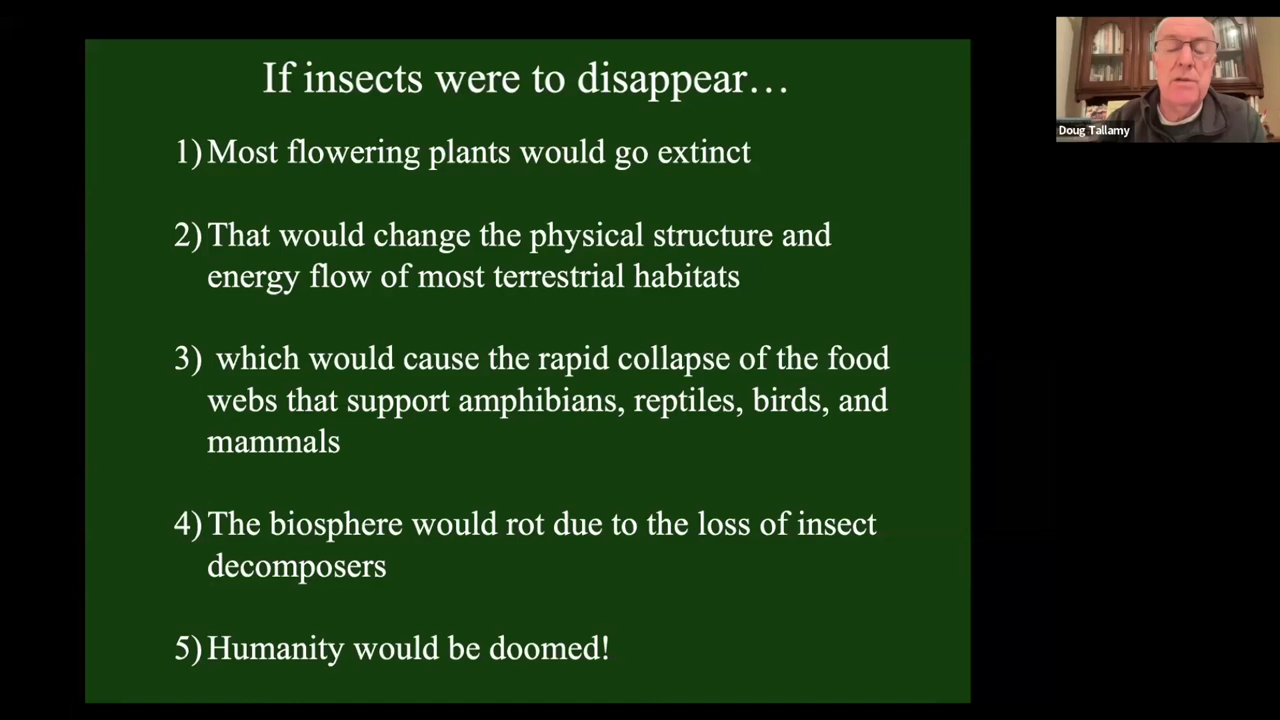 If insects were to disappear…
1) Most flowering plants would go extinct
2) That would change the physical structure and
energy flow of most terrestrial habitats
3) which would cause the rapid collapse of the food
webs that support amphibians, reptiles, birds, and
mammals
4) The biosphere would rot due to the loss of insect
decomposers
5) Humanity would be doomed!
Doug Tallamy